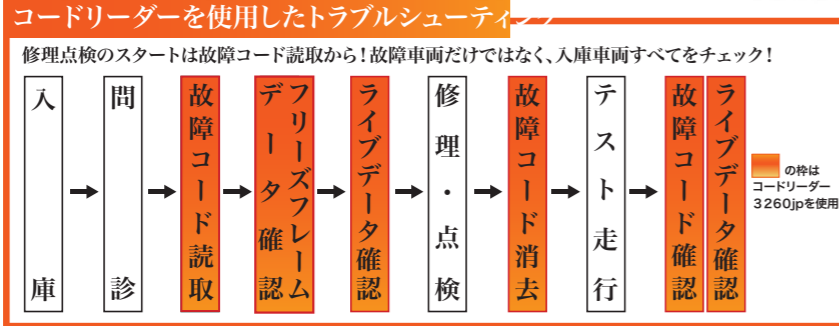 コードリーダーを使用したトラブルシューティング
修理点検のスタートは故障コード読取から!故障車両だけではなく、入庫車両すべてをチェック!
入庫
問診
故障コード読取
フリーズフレーム
データ確認
ライブデータ確認
修理・点検
故障コード消去
テスト走行
故障コード確認
ライブデータ確認
の枠は
コードリーダー
3260jpを使用